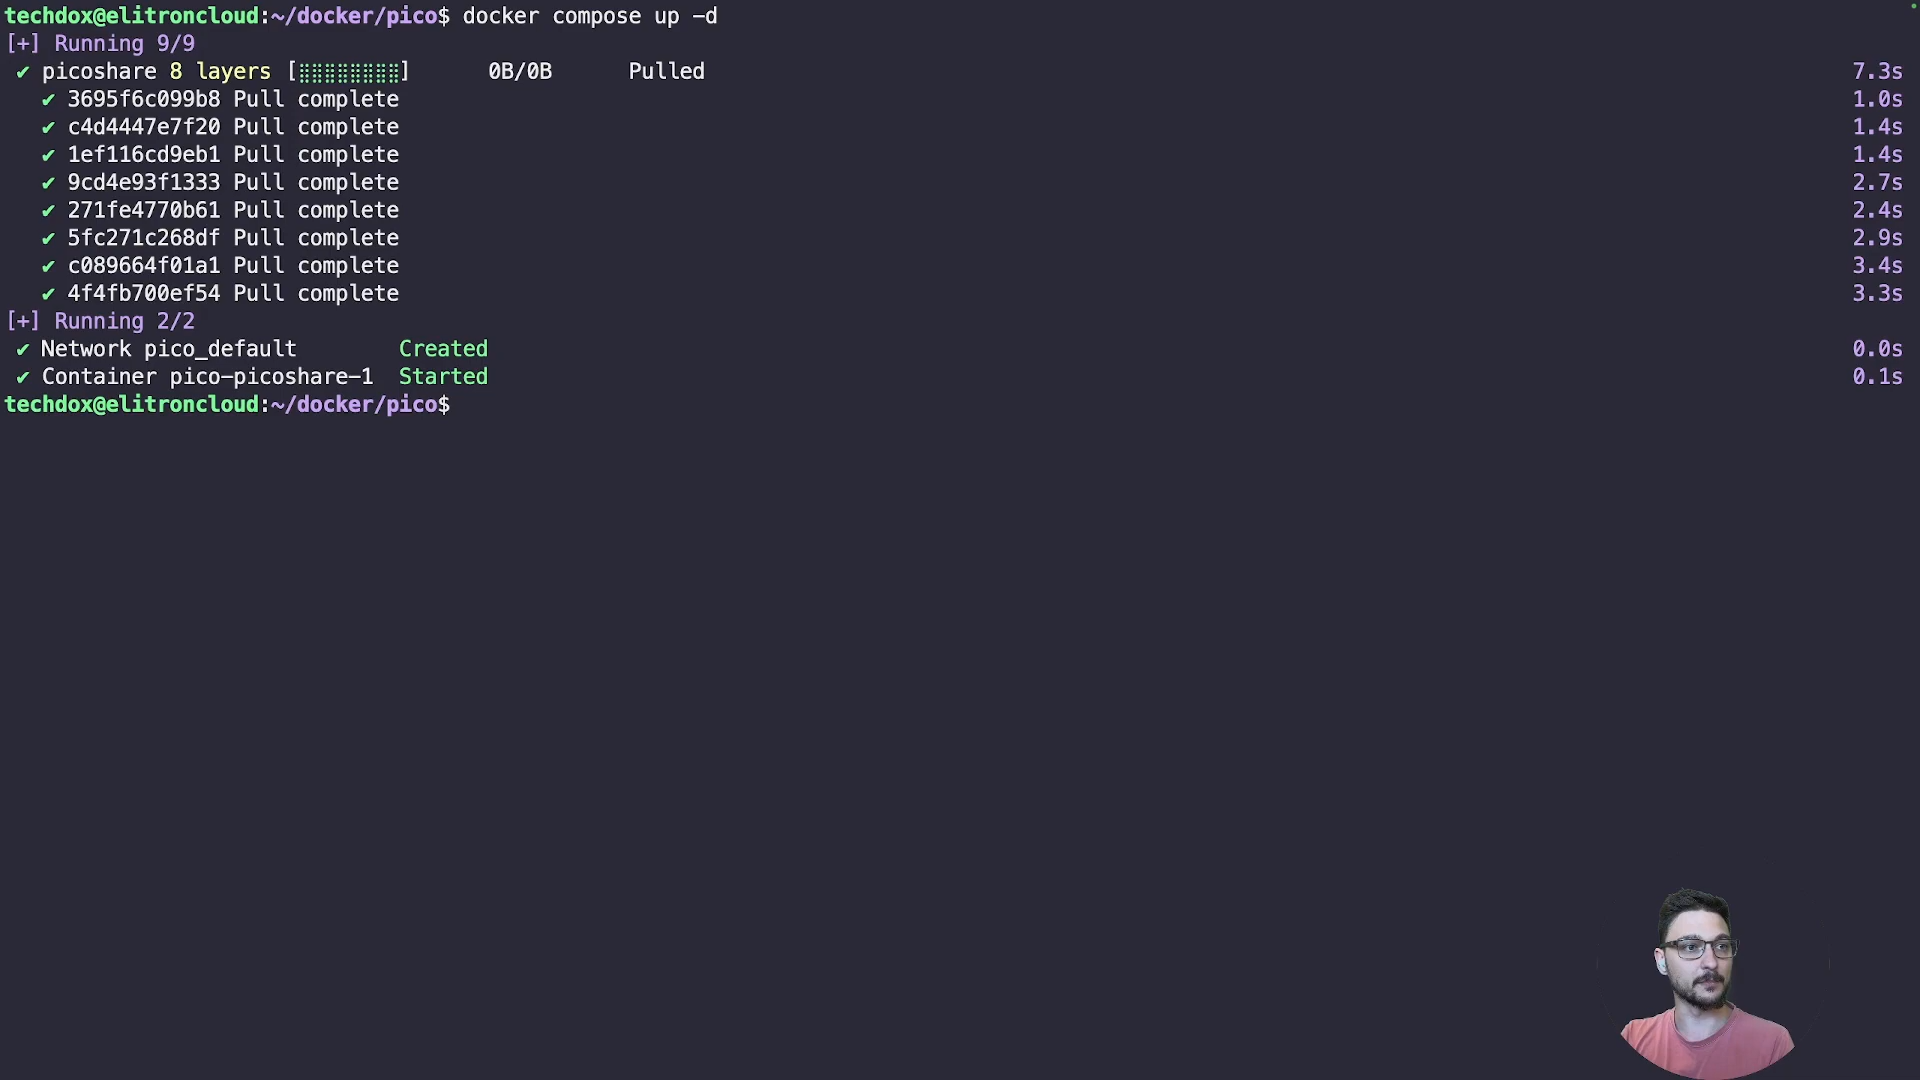 techdox@elitroncloud:~/docker/pico$ docker compose up -d
[+] Running 9/9
✔ picoshare 8 layers [⣿⣿⣿⣿⣿⣿⣿⣿] 0B/0B Pulled 7.3s
✔ 3695f6c099b8 Pull complete 1.0s
✔ c4d4447e7f20 Pull complete 1.4s
✔ 1ef116cd9eb1 Pull complete 1.4s
✔ 9cd4e93f1333 Pull complete 2.7s
✔ 271fe4770b61 Pull complete 2.4s
✔ 5fc271c268df Pull complete 2.9s
✔ c089664f01a1 Pull complete 3.4s
✔ 4f4fb700ef54 Pull complete 3.3s
[+] Running 2/2
✔ Network pico_default Created 0.0s
✔ Container pico-picoshare-1 Started 0.1s
techdox@elitroncloud:~/docker/pico$